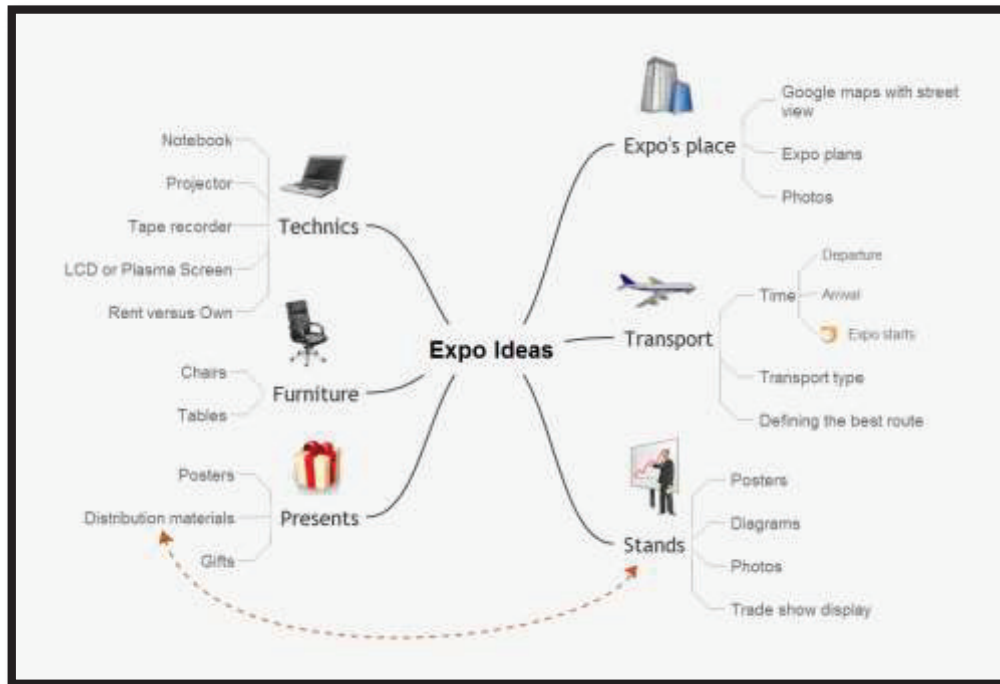 Expo Ideas
Technics
Notebook
Projector
Tape recorder
LCD or Plasma Screen
Rent versus Own
Furniture
Chairs
Tables
Presents
Posters
Distribution materials
Gifts
Expo's place
Google maps with street
view
Expo plans
Photos
Transport
Time
Departure
Arrival
Expo starts
Transport type
Defining the best route
Stands
Posters
Diagrams
Photos
Trade show display